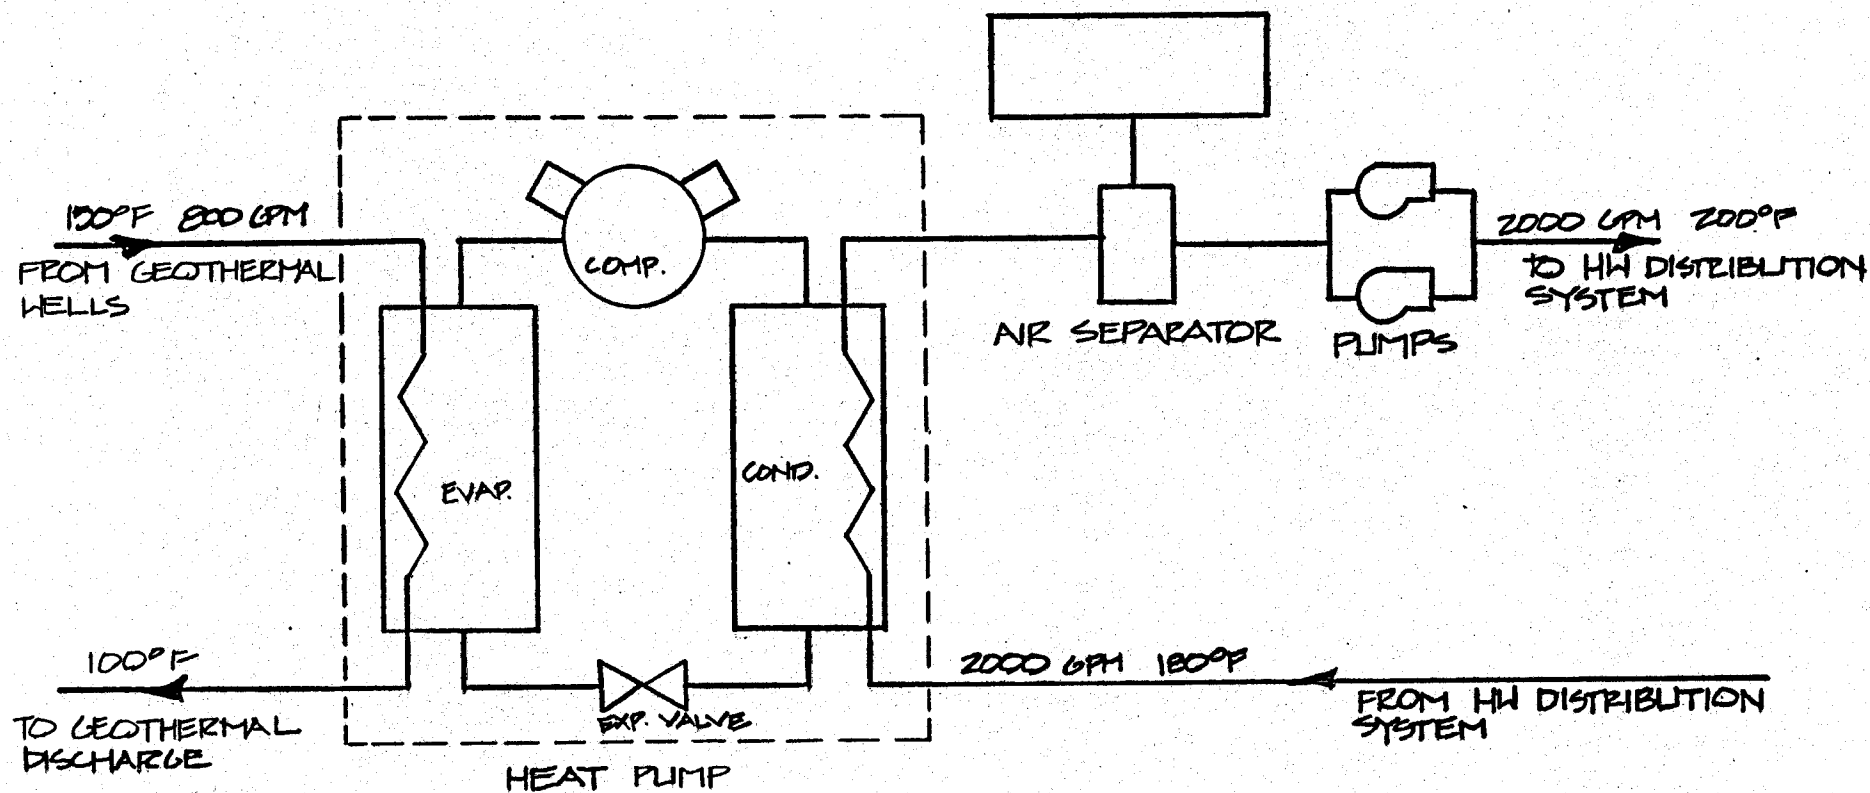 150°F 800 GPM
FROM GEOTHERMAL
WELLS
COMP.
2000 GPM 200°F
TO HW DISTRIBUTION
SYSTEM
AIR SEPARATOR
PUMPS
EVAP.
COND.
100°F
TO GEOTHERMAL
DISCHARGE
EXP. VALVE
2000 GPM 180°F
FROM HW DISTRIBUTION
SYSTEM
HEAT PUMP